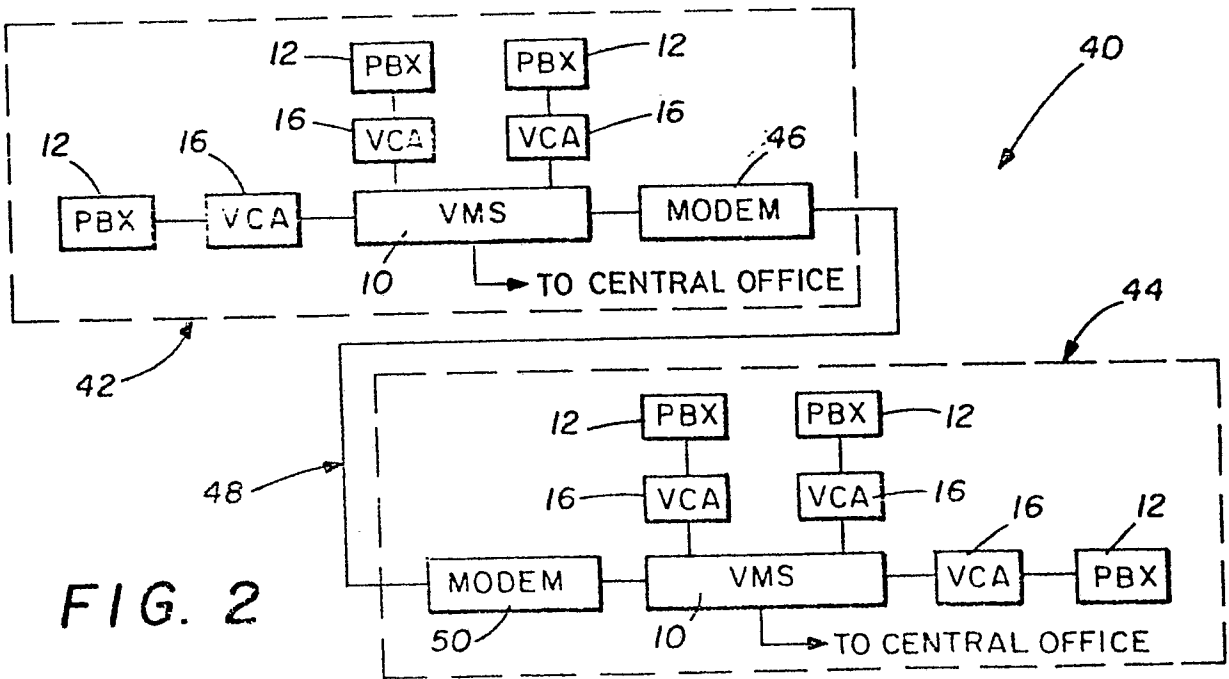 12 PBX
PBX 12
40
16 VCA
VCA 16
46
12
16
PBX
VCA
VMS
MODEM
10
TO CENTRAL OFFICE
42
44
12 PBX
PBX 12
48
16 VCA
VCA 16
16
12
MODEM
VMS
VCA
PBX
50
10
TO CENTRAL OFFICE
FIG. 2